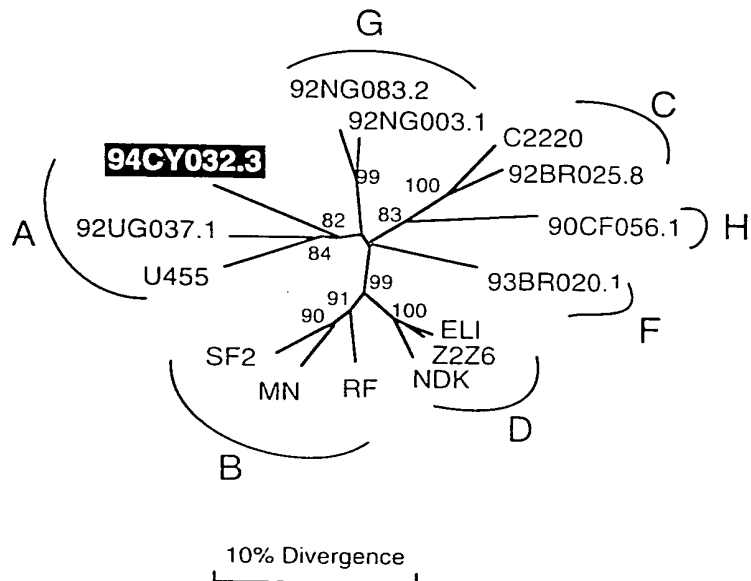 G
92NG083.2
92NG003.1
C
C2220
94CY032.3
99
100
92BR025.8
A
92UG037.1
82
83
90CF056.1
H
84
U455
93BR020.1
99
F
91
90
100
ELI
SF2
Z2Z6
MN
RF
NDK
D
B
10% Divergence